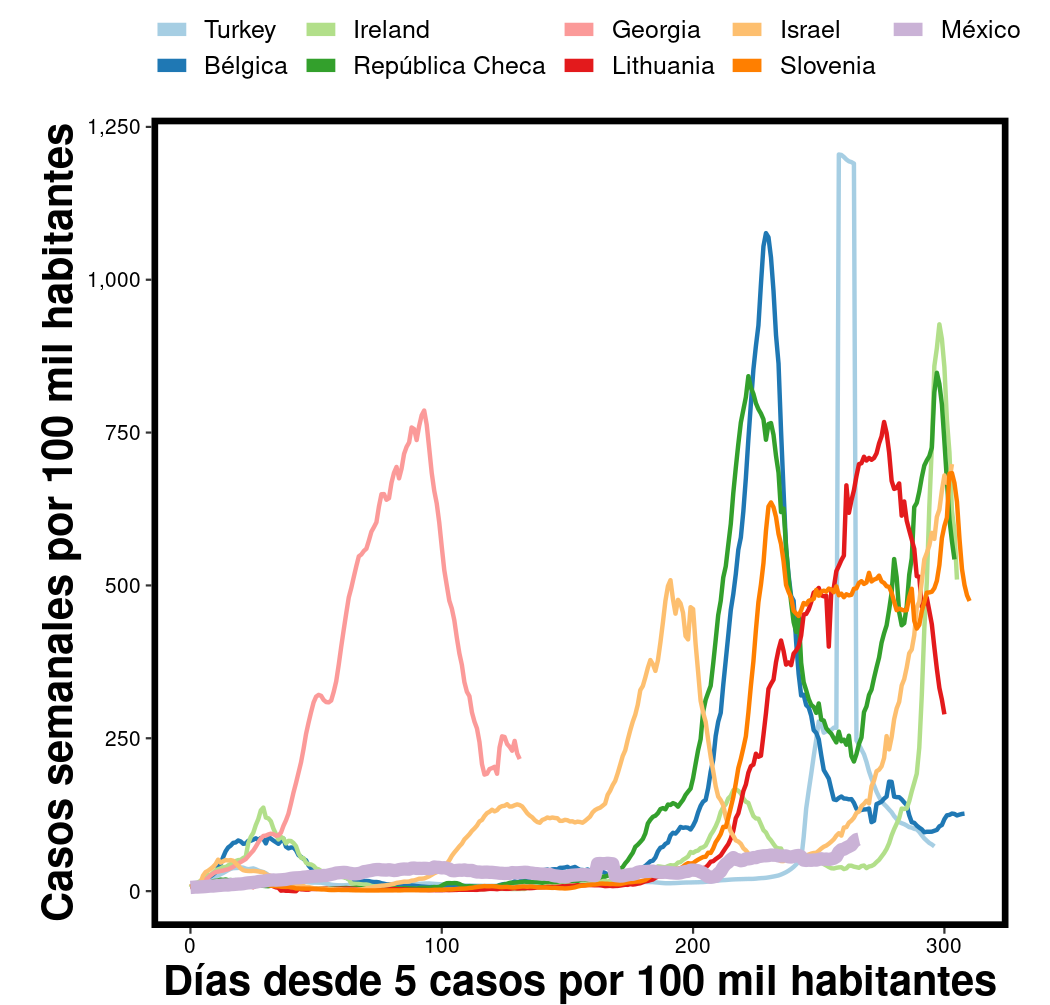 Turkey Ireland Georgia Israel México
Bélgica República Checa Lithuania Slovenia
Casos semanales por 100 mil habitantes
1,250
1,000
750
500
250
0
0 100 200 300
Días desde 5 casos por 100 mil habitantes